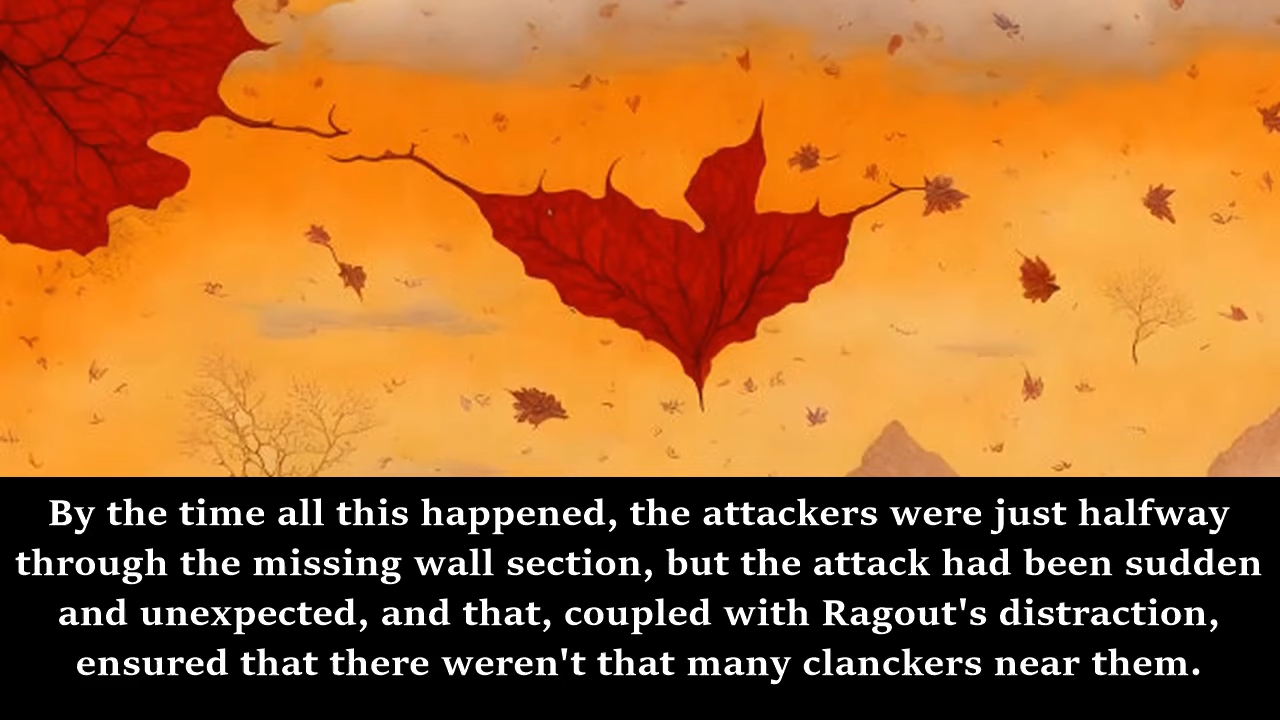 By the time all this happened, the attackers were just halfway
through the missing wall section, but the attack had been sudden
and unexpected, and that, coupled with Ragout's distraction,
ensured that there weren't that many clanckers near them.